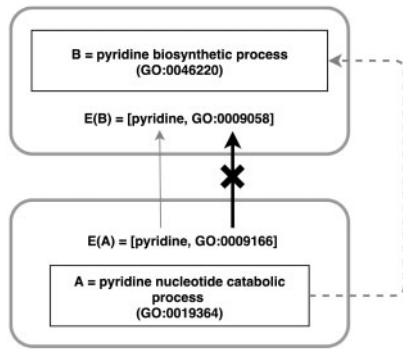 B = pyridine biosynthetic process
(GO:0046220)
E(B) = [pyridine, GO:0009058]
E(A) = [pyridine, GO:0009166]
A = pyridine nucleotide catabolic
process
(GO:0019364)